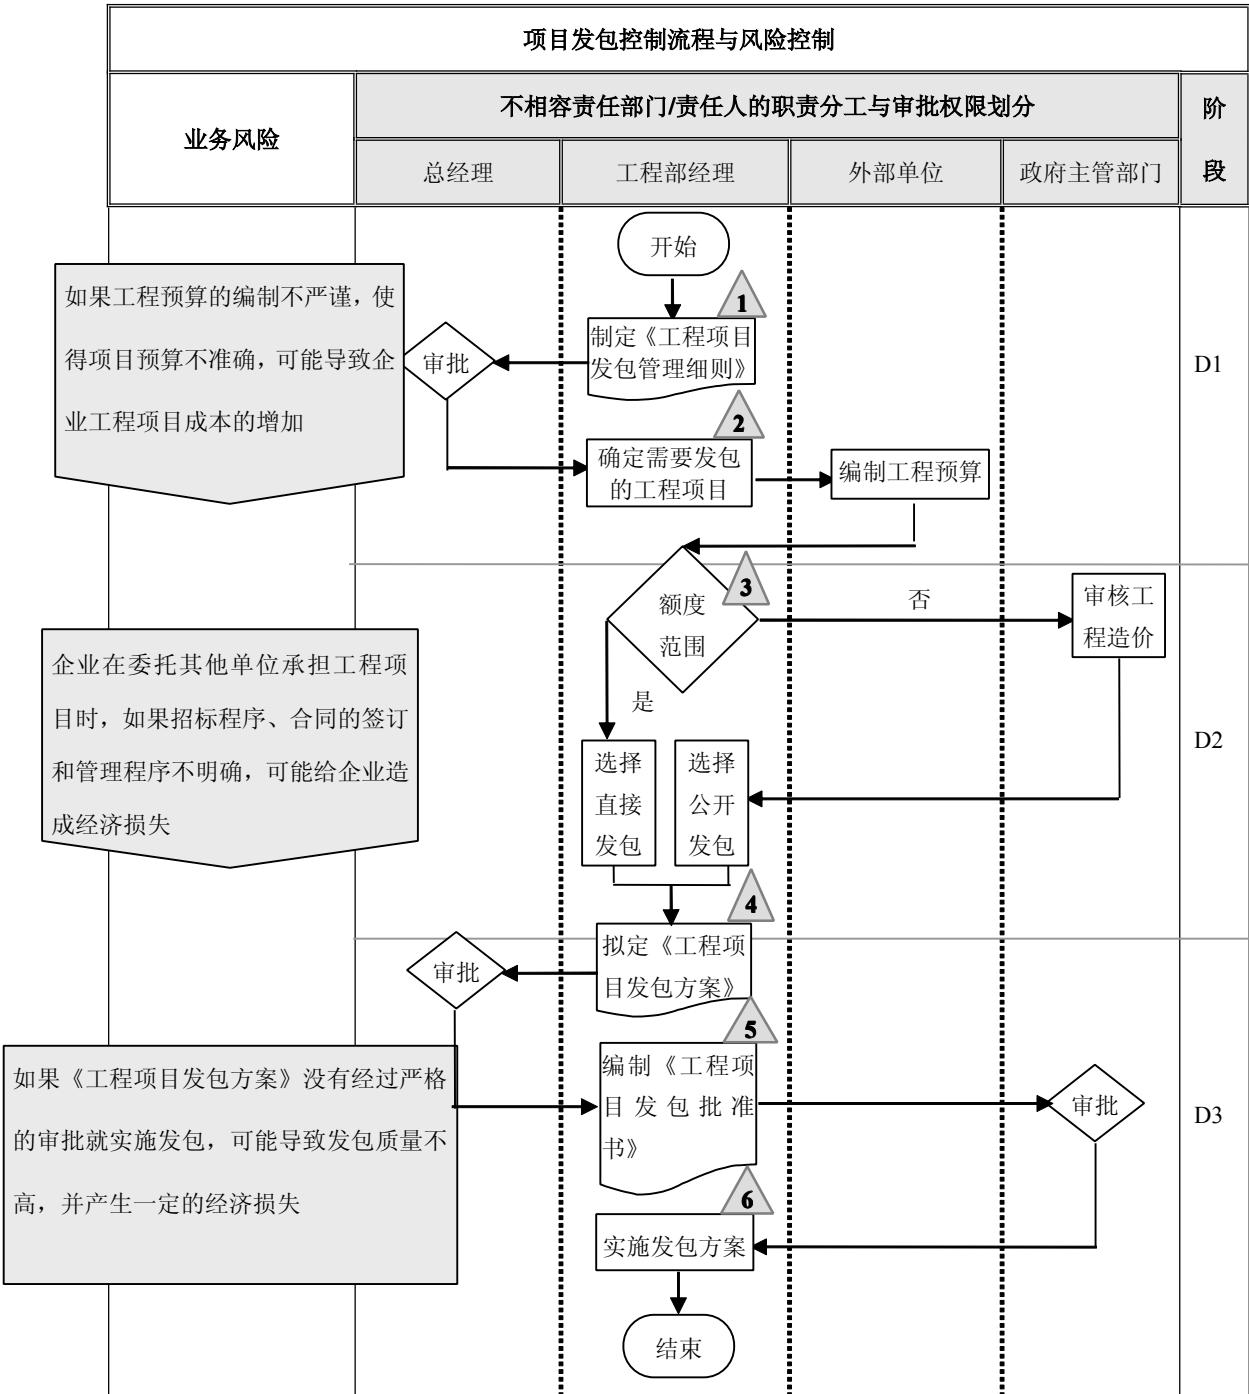 项目发包控制流程与风险控制
业务风险
不相容责任部门/责任人的职责分工与审批权限划分
阶
段
总经理
工程部经理
外部单位
政府主管部门
开始
1
如果工程预算的编制不严谨，使
得项目预算不准确，可能导致企
业工程项目成本的增加
审批
制定《工程项目
发包管理细则》
D1
2
确定需要发包
的工程项目
编制工程预算
3
额度
范围
否
审核工
程造价
是
企业在委托其他单位承担工程项
目时，如果招标程序、合同的签订
和管理程序不明确，可能给企业造
成经济损失
选择
直接
发包
选择
公开
发包
D2
4
审批
拟定《工程项
目发包方案》
5
如果《工程项目发包方案》没有经过严格
的审批就实施发包，可能导致发包质量不
高，并产生一定的经济损失
编制《工程项
目发包批准
书》
审批
D3
6
实施发包方案
结束